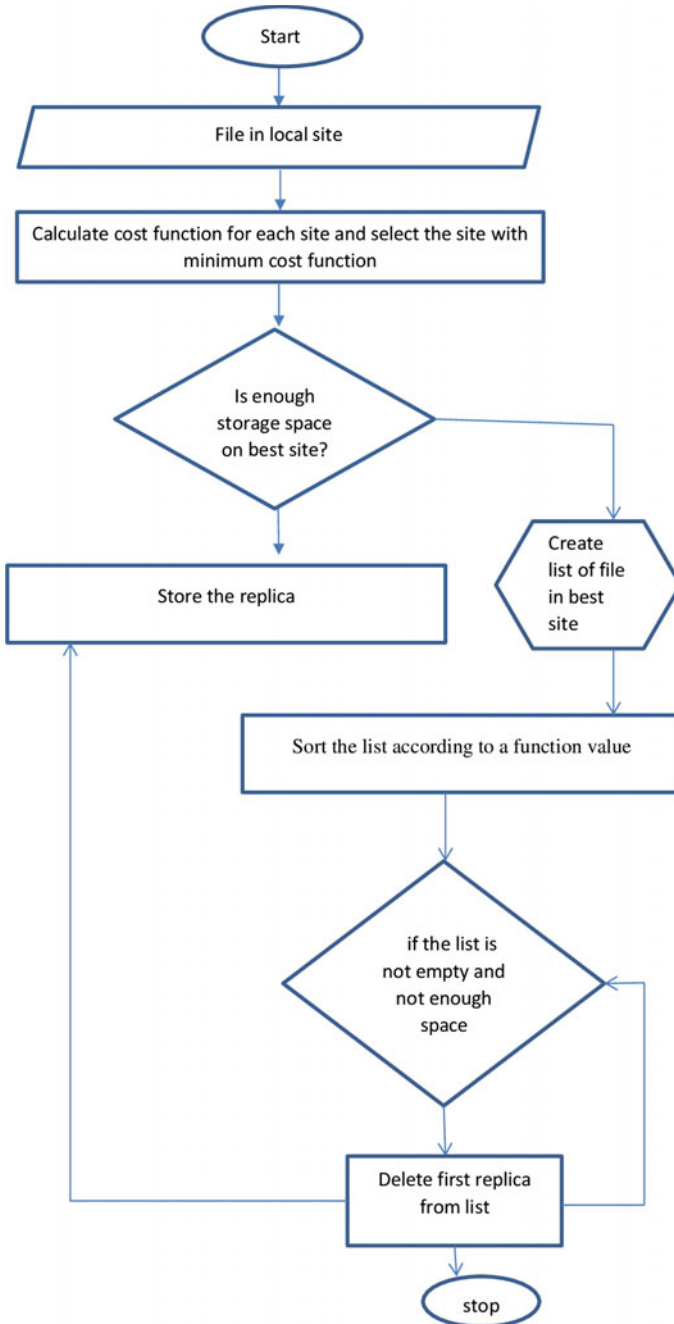 Start
File in local site
Calculate cost function for each site and select the site with
minimum cost function
Is enough
storage space
on best site?
Create
list of file
in best
site
Store the replica
Sort the list according to a function value
if the list is
not empty and
not enough
space
Delete first replica
from list
stop